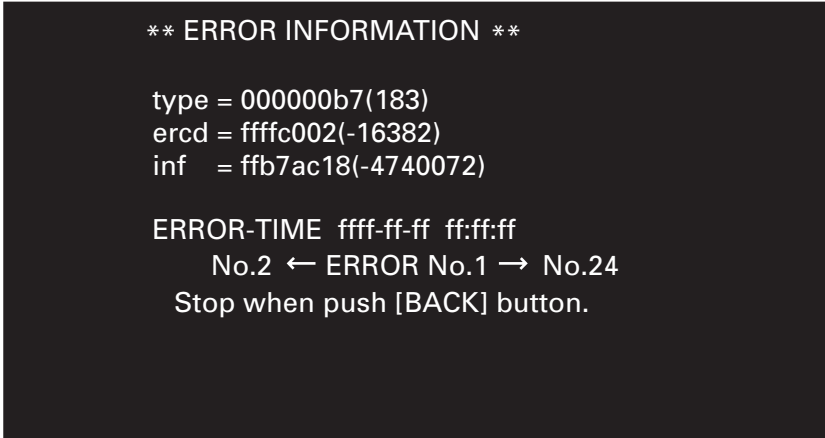 ** ERROR INFORMATION **
type = 000000b7(183)
ercd = ffffc002(-16382)
inf = ffb7ac18(-4740072)
ERROR-TIME ffff-ff-ff ff:ff:ff
No.2 ← ERROR No.1 → No.24
Stop when push [BACK] button.